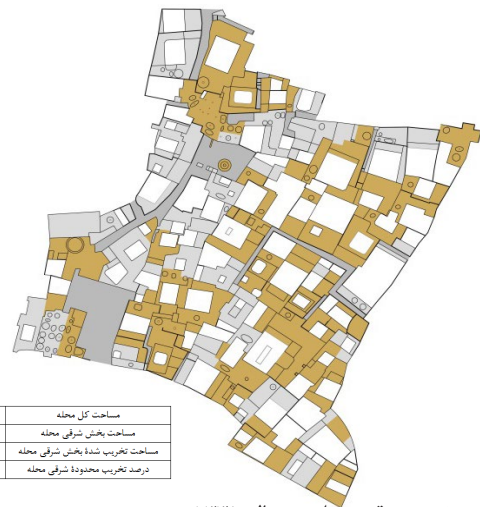 مساحت کل محله
مساحت بخش شرقی محله
مساحت تخریب شدهٔ بخش شرقی محله
درصد تخریب محدودهٔ شرقی محله